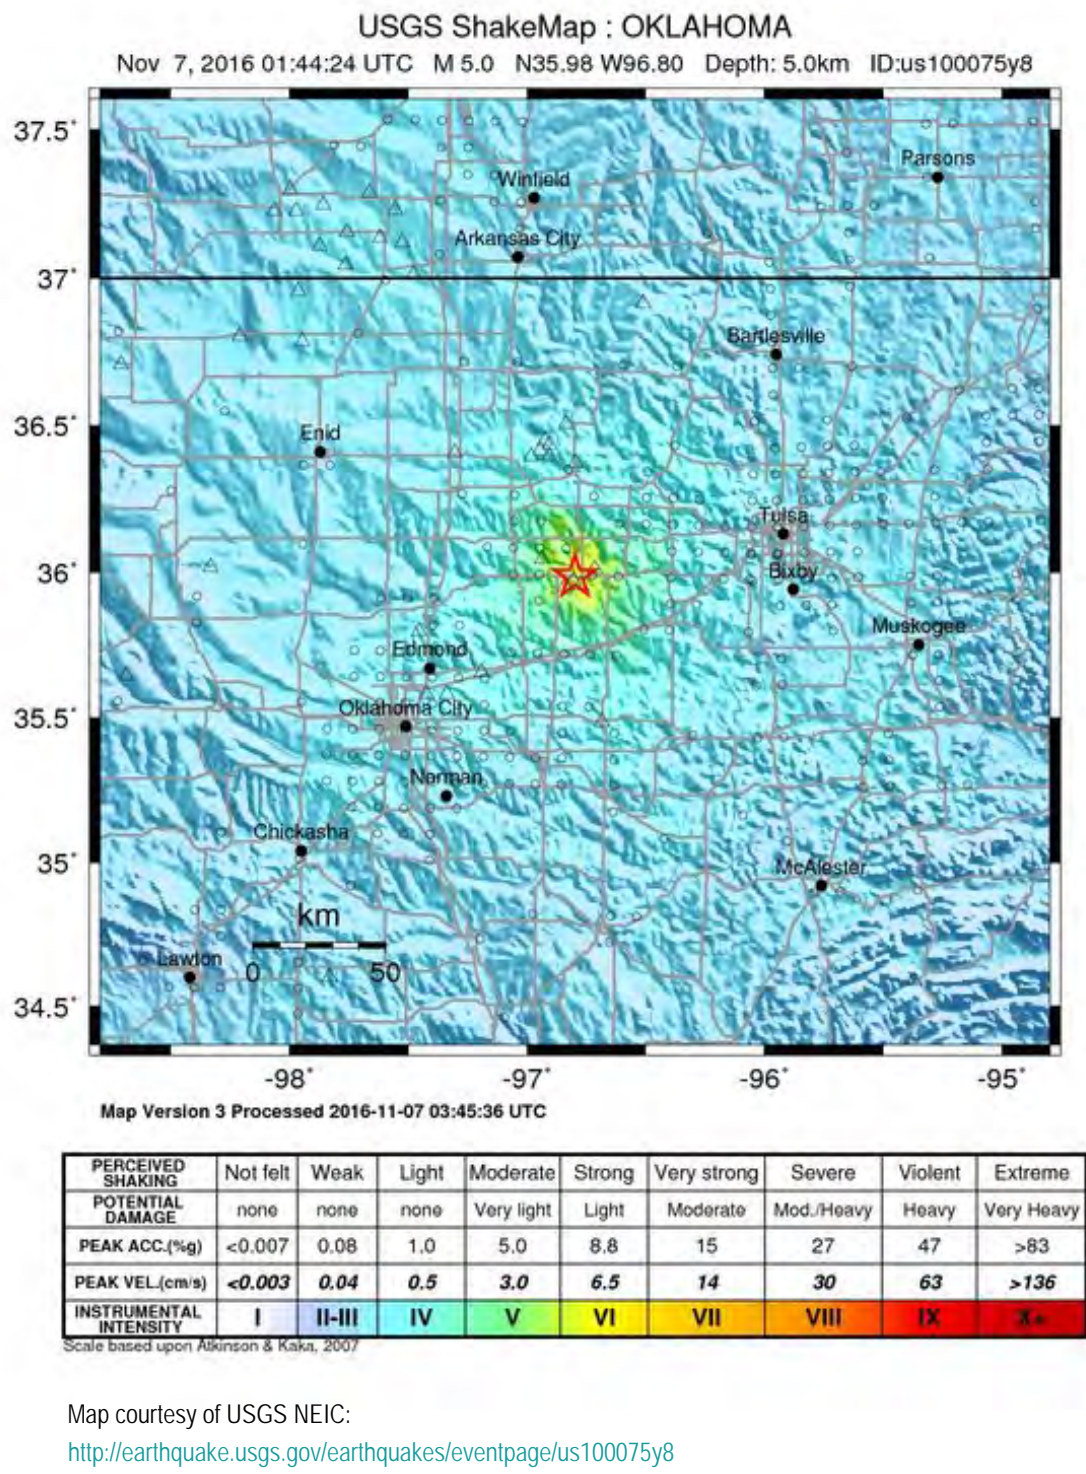 USGS ShakeMap : OKLAHOMA
Nov 7, 2016 01:44:24 UTC M 5.0 N35.98 W96.80 Depth: 5.0km ID:us100075y8
37.5°
Parsons
Winfield
Arkansas City
37°
Bartlesville
36.5°
Enid
Tulsa
36°
Bixby
Muskogee
Edmond
35.5°
Oklahoma City
Norman
Chickasha
35°
McAlester
km
Lawton
0 50
34.5°
-98° -97° -96° -95°
Map Version 3 Processed 2016-11-07 03:45:36 UTC
PERCEIVED SHAKING Not felt Weak Light Moderate Strong Very strong Severe Violent Extreme
POTENTIAL DAMAGE none none none Very light Light Moderate Mod./Heavy Heavy Very Heavy
PEAK ACC.(%g) <0.007 0.08 1.0 5.0 8.8 15 27 47 >83
PEAK VEL.(cm/s) <0.003 0.04 0.5 3.0 6.5 14 30 63 >136
INSTRUMENTAL INTENSITY I II-III IV V VI VII VIII IX X+
Scale based upon Atkinson & Kaka, 2007
Map courtesy of USGS NEIC:
http://earthquake.usgs.gov/earthquakes/eventpage/us100075y8